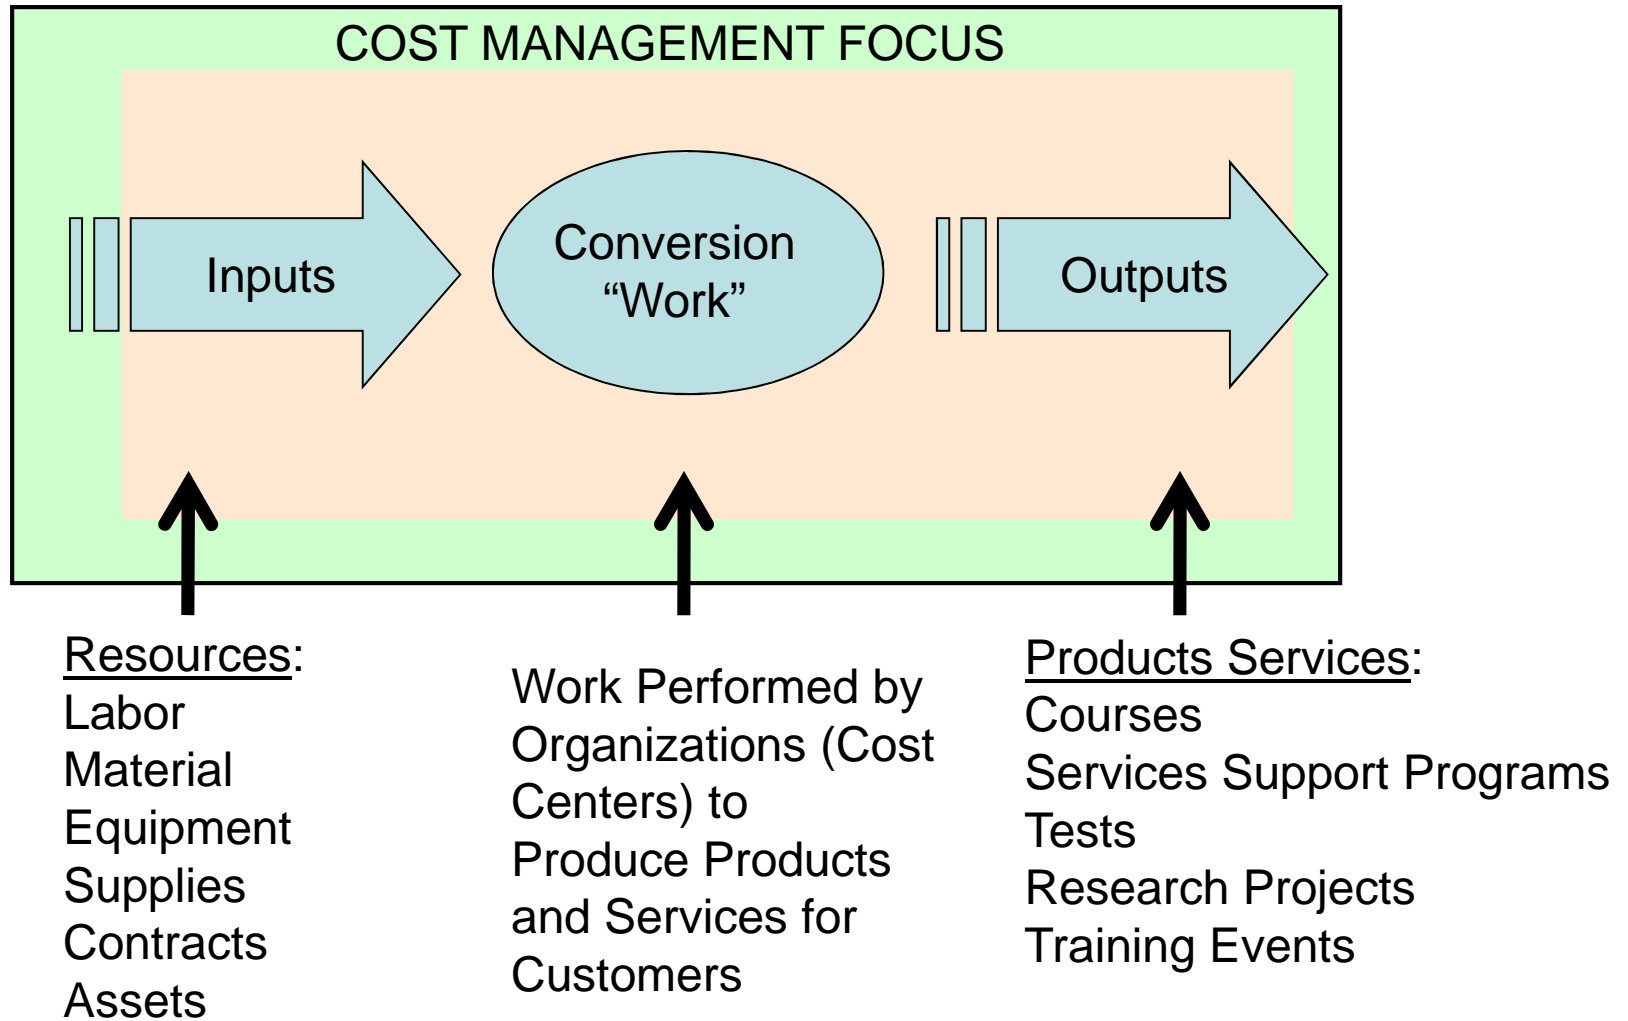 COST MANAGEMENT FOCUS
Inputs
Conversion
“Work”
Outputs
Resources:
Labor
Material
Equipment
Supplies
Contracts
Assets
Work Performed by
Organizations (Cost
Centers) to
Produce Products
and Services for
Customers
Products Services:
Courses
Services Support Programs
Tests
Research Projects
Training Events